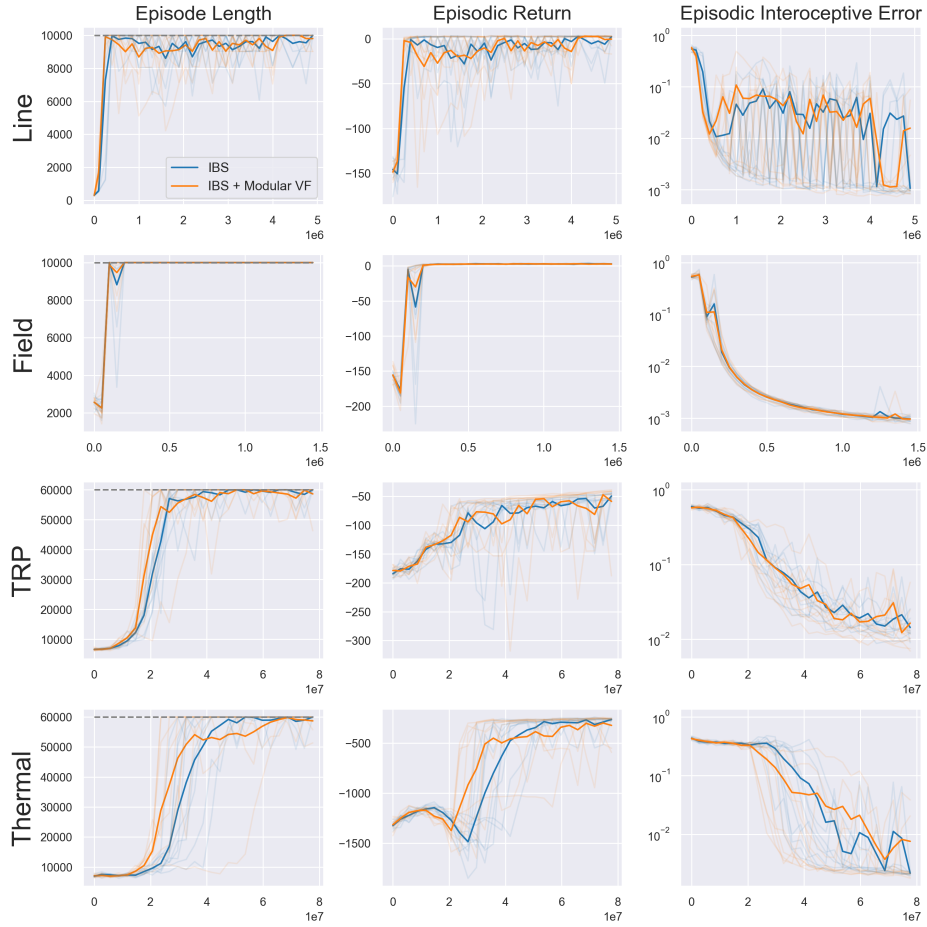 Episode Length
Episodic Return
Episodic Interoceptive Error
Line
10000
8000
6000
4000
2000
0
IBS
IBS + Modular VF
0 1 2 3 4 5
1e6
0
−50
−100
−150
0 1 2 3 4 5
1e6
10⁰
10⁻¹
10⁻²
10⁻³
0 1 2 3 4 5
1e6
Field
10000
8000
6000
4000
2000
0.0 0.5 1.0 1.5
1e6
0
−50
−100
−150
−200
0.0 0.5 1.0 1.5
1e6
10⁰
10⁻¹
10⁻²
10⁻³
0.0 0.5 1.0 1.5
1e6
TRP
60000
50000
40000
30000
20000
10000
0 2 4 6 8
1e7
−50
−100
−150
−200
−250
−300
0 2 4 6 8
1e7
10⁰
10⁻¹
10⁻²
0 2 4 6 8
1e7
Thermal
60000
50000
40000
30000
20000
10000
0 2 4 6 8
1e7
−500
−1000
−1500
0 2 4 6 8
1e7
10⁰
10⁻¹
10⁻²
0 2 4 6 8
1e7